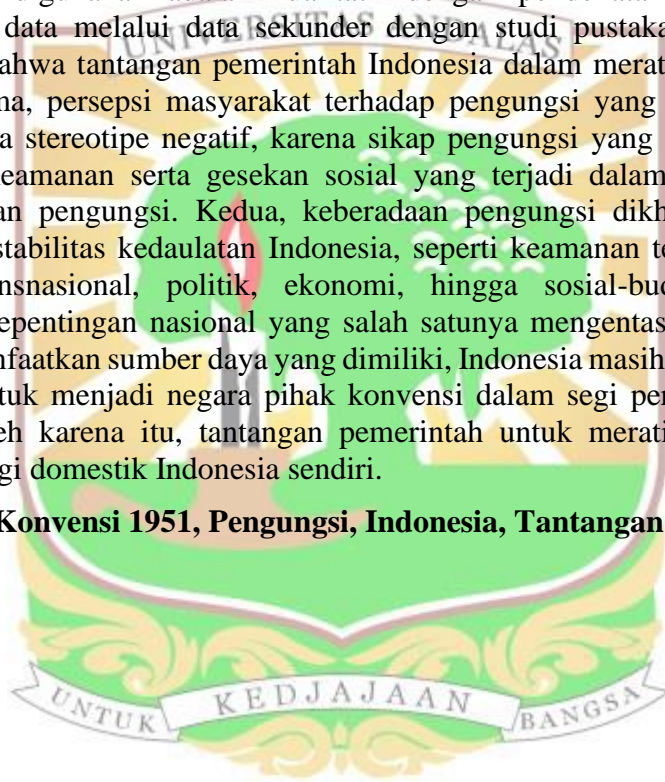 data melalui data sekunder dengan studi pustaka
UNIVERSITAS ANDALAS
ahwa tantangan pemerintah Indonesia dalam merat
na, persepsi masyarakat terhadap pengungsi yang
a stereotipe negatif, karena sikap pengungsi yang
eamanan serta gesekan sosial yang terjadi dalam
an pengungsi. Kedua, keberadaan pengungsi dikh
stabilitas kedaulatan Indonesia, seperti keamanan te
nsnasional, politik, ekonomi, hingga sosial-bud
epentingan nasional yang salah satunya mengentas
nfaatkan sumber daya yang dimiliki, Indonesia masih
tuk menjadi negara pihak konvensi dalam segi per
eh karena itu, tantangan pemerintah untuk merati
gi domestik Indonesia sendiri.
Konvensi 1951, Pengungsi, Indonesia, Tantangan
UNTUK KEDJAJAAN BANGSA